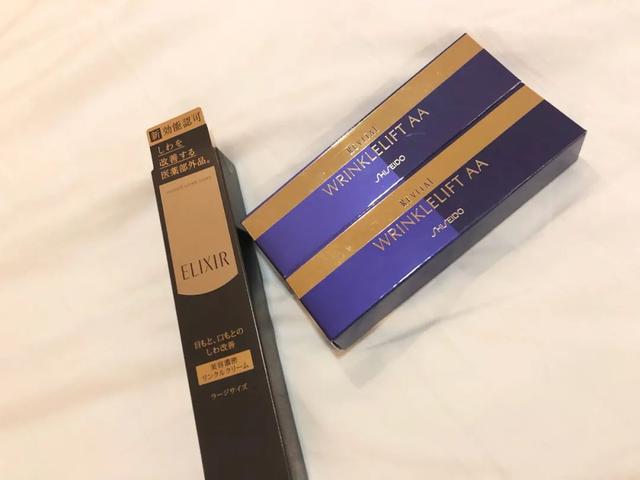 新効能認可
しわを
改善する
医薬部外品。
ELIXIR
目もと、口もとの
しわ改善
美容濃密
リンクルクリーム
ラージサイズ
REVITAL
WRINKLELIFT AA
SHISEIDO
REVITAL
WRINKLELIFT AA
SHISEIDO